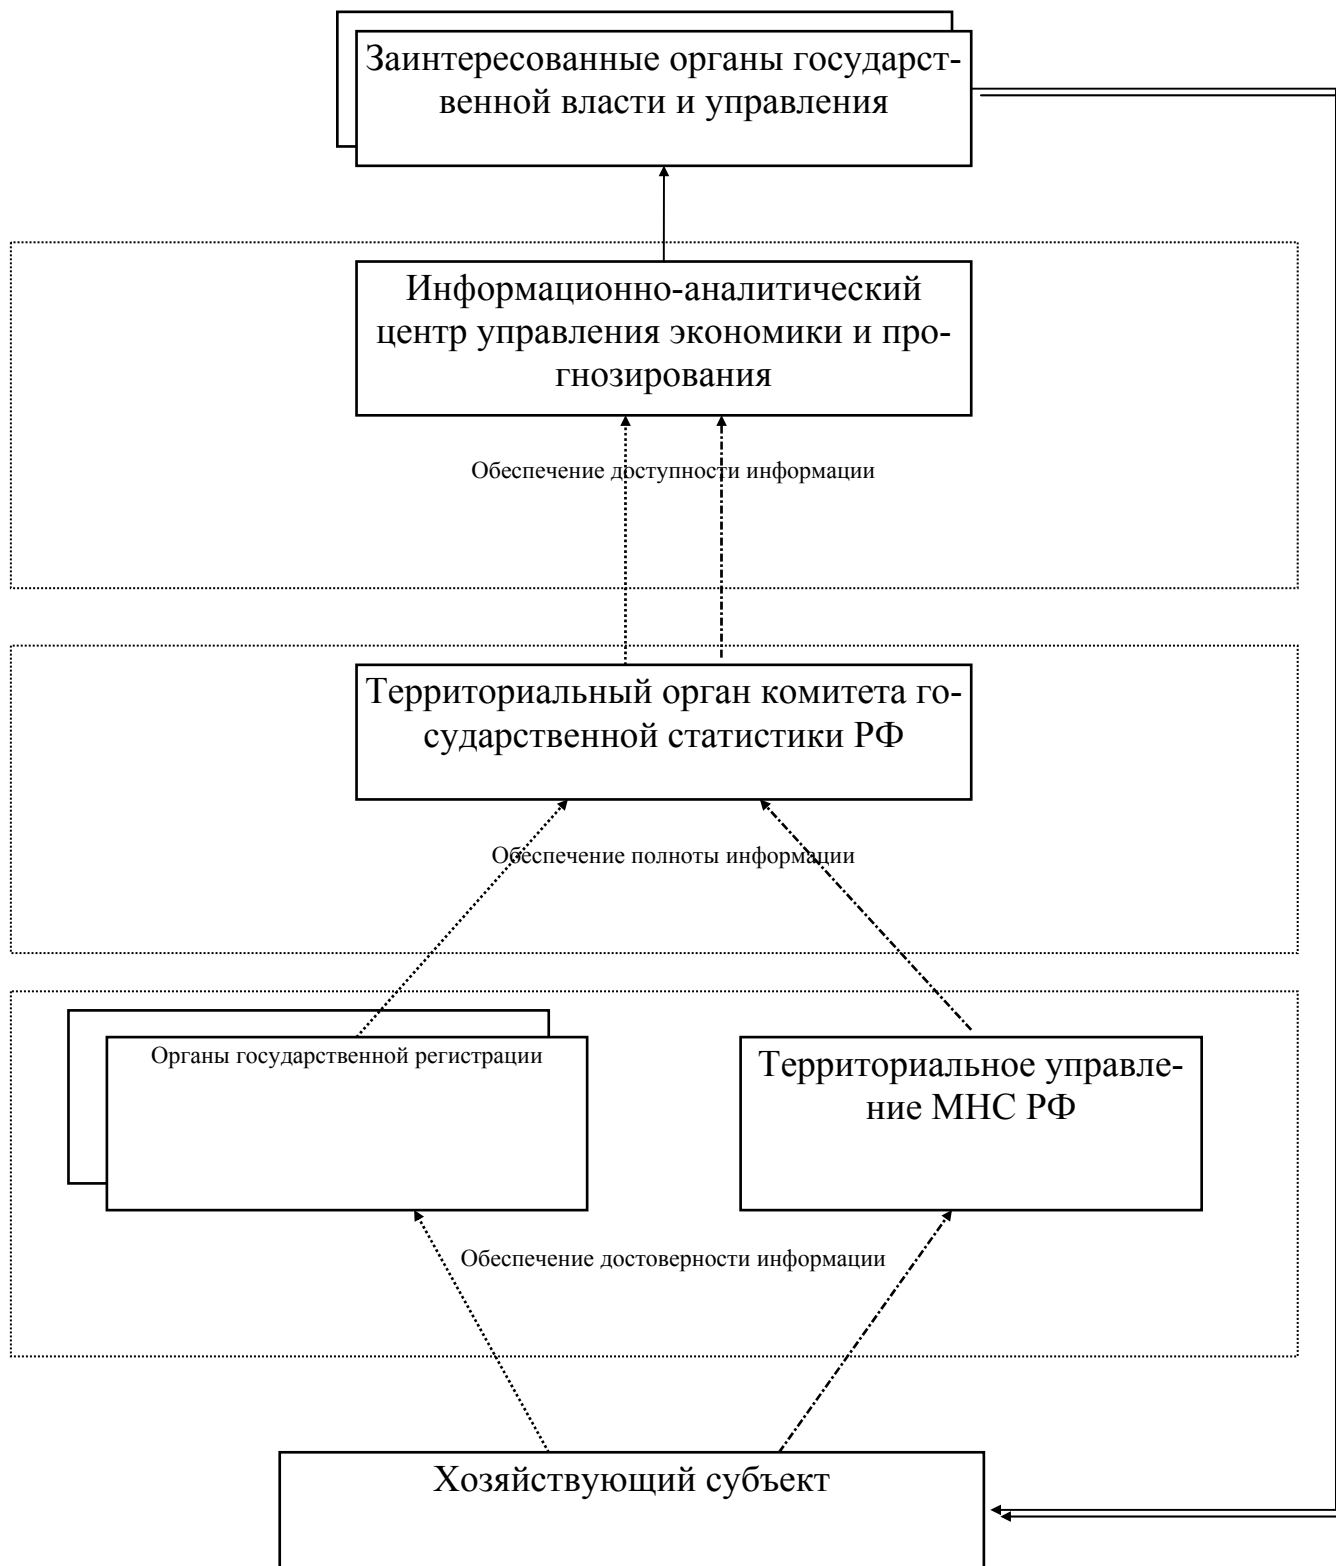 Заинтересованные органы государст-
венной власти и управления
Информационно-аналитический
центр управления экономики и про-
гнозирования
Обеспечение доступности информации
Территориальный орган комитета го-
сударственной статистики РФ
Обеспечение полноты информации
Органы государственной регистрации
Территориальное управле-
ние МНС РФ
Обеспечение достоверности информации
Хозяйствующий субъект